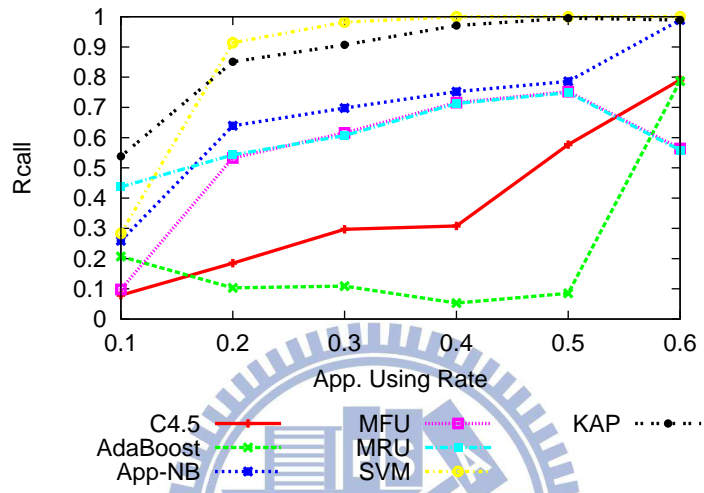 1
0.9
0.8
0.7
0.6
0.5
0.4
0.3
0.2
0.1
0
Rcall
0.1 0.2 0.3 0.4 0.5 0.6
App. Using Rate
C4.5 MFU KAP
AdaBoost MRU
App-NB SVM